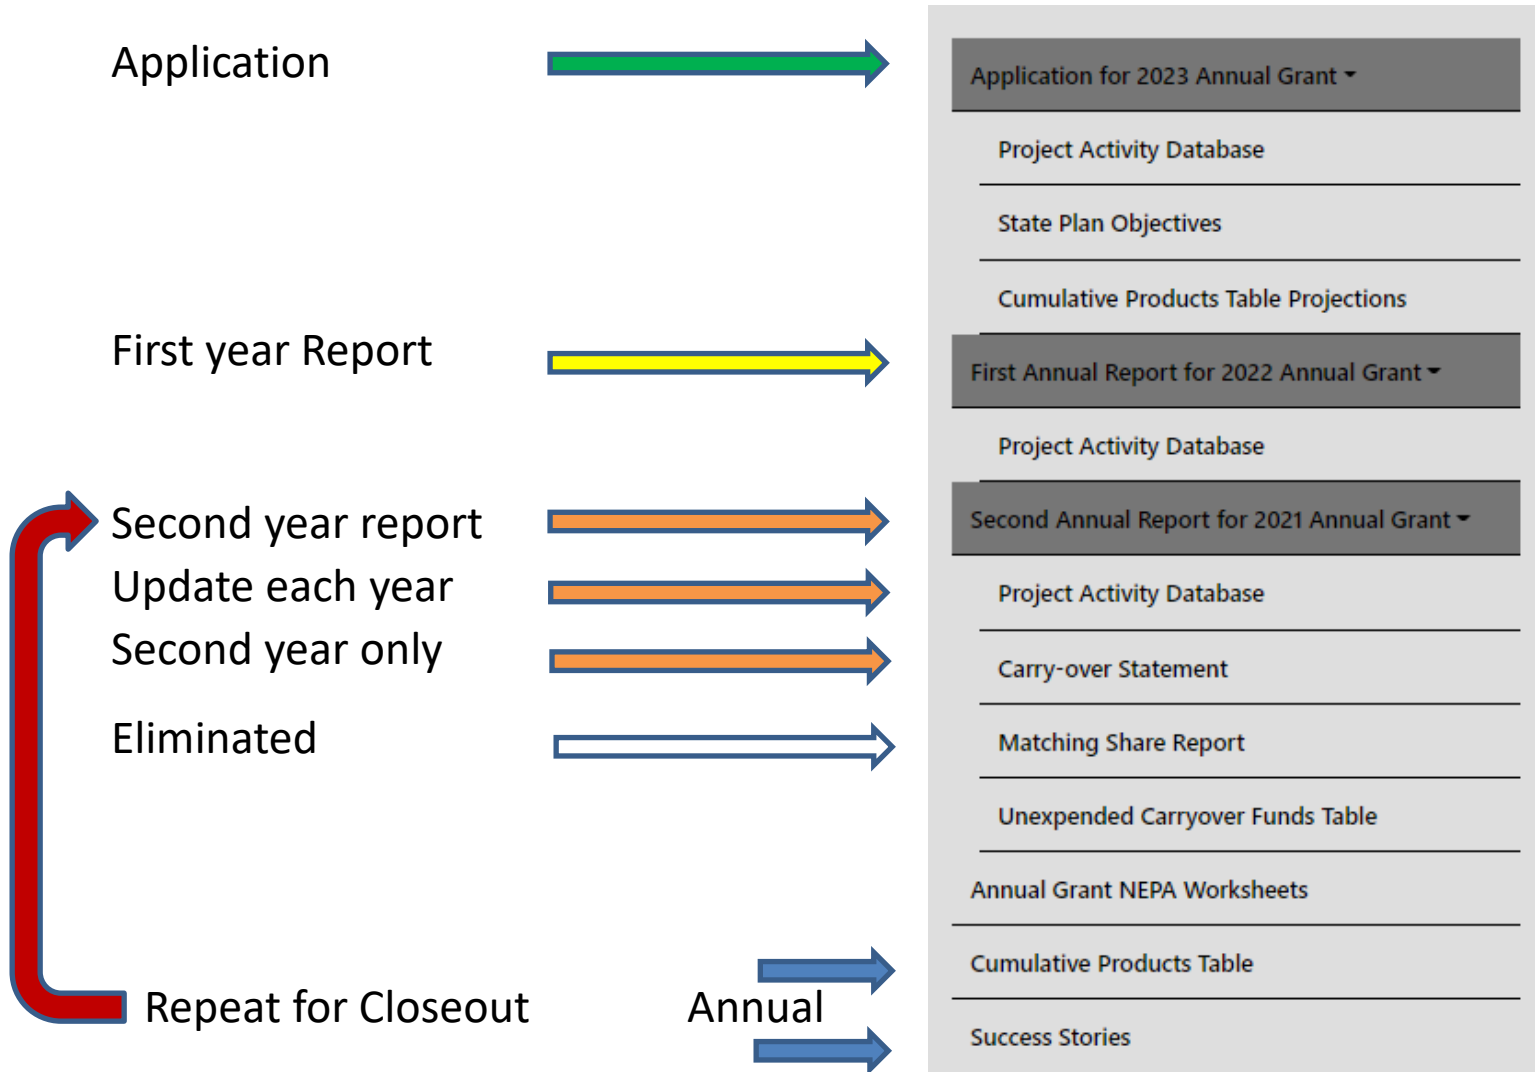 Application
Application for 2023 Annual Grant
Project Activity Database
State Plan Objectives
Cumulative Products Table Projections
First year Report
First Annual Report for 2022 Annual Grant
Project Activity Database
Second year report
Second Annual Report for 2021 Annual Grant
Update each year
Project Activity Database
Second year only
Carry-over Statement
Eliminated
Matching Share Report
Unexpended Carryover Funds Table
Annual Grant NEPA Worksheets
Cumulative Products Table
Repeat for Closeout
Annual
Success Stories